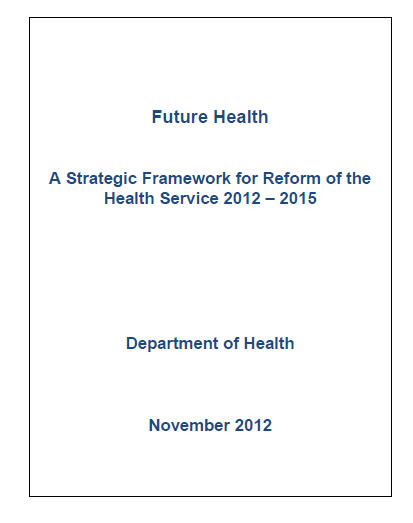 Future Health
A Strategic Framework for Reform of the
Health Service 2012 – 2015
Department of Health
November 2012